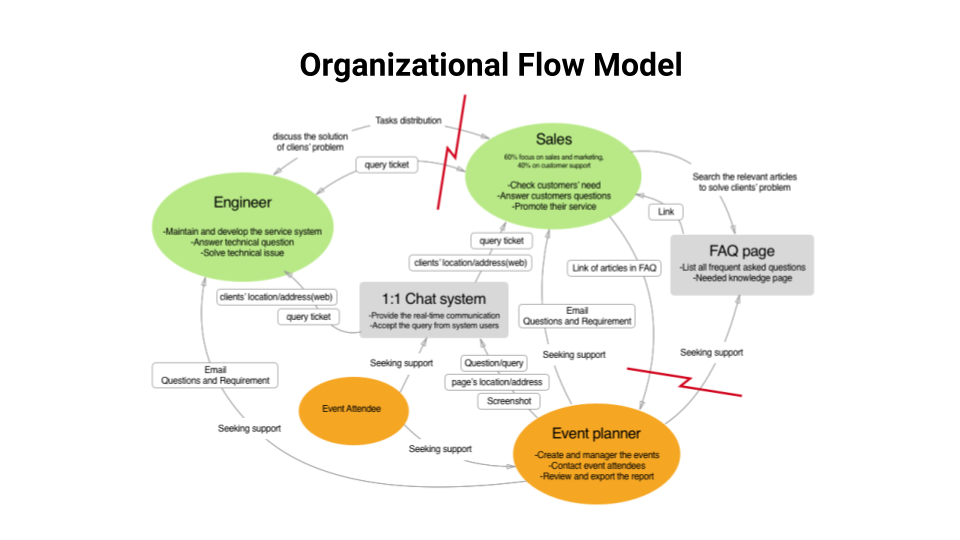 Organizational Flow Model
Tasks distribution
discuss the solution
of cliens' problem
query ticket
Sales
60% focus on sales and marketing,
40% on customer support
-Check customers' need
-Answer customers questions
-Promote their service
Search the relevant articles
to solve clients' problem
Link
Engineer
-Maintain and develop the service system
-Answer technical question
-Solve technical issue
query ticket
clients' location/address(web)
Link of articles in FAQ
FAQ page
-List all frequent asked questions
-Needed knowledge page
clients' location/address(web)
query ticket
1:1 Chat system
-Provide the real-time communication
-Accept the query from system users
Email
Questions and Requirement
Seeking support
Seeking support
Seeking support
Question/query
page's location/address
Screenshot
Email
Questions and Requirement
Event Attendee
Seeking support
Seeking support
Event planner
-Create and manager the events
-Contact event attendees
-Review and export the report